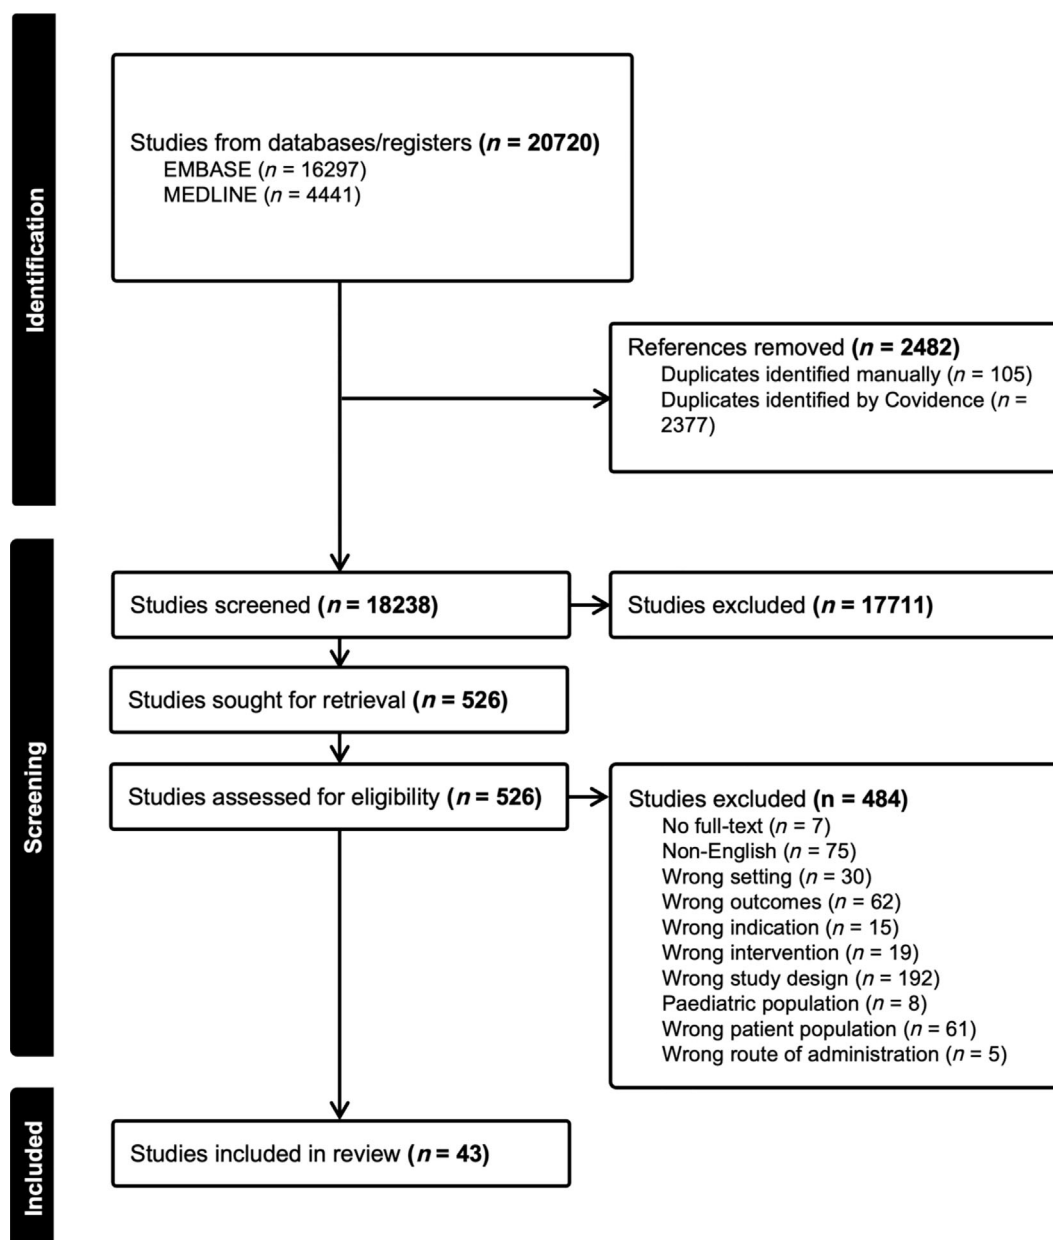 Identification
Studies from databases/registers (n = 20720)
EMBASE (n = 16297)
MEDLINE (n = 4441)
References removed (n = 2482)
Duplicates identified manually (n = 105)
Duplicates identified by Covidence (n =
2377)
Screening
Studies screened (n = 18238)
Studies excluded (n = 17711)
Studies sought for retrieval (n = 526)
Studies assessed for eligibility (n = 526)
Studies excluded (n = 484)
No full-text (n = 7)
Non-English (n = 75)
Wrong setting (n = 30)
Wrong outcomes (n = 62)
Wrong indication (n = 15)
Wrong intervention (n = 19)
Wrong study design (n = 192)
Paediatric population (n = 8)
Wrong patient population (n = 61)
Wrong route of administration (n = 5)
Included
Studies included in review (n = 43)